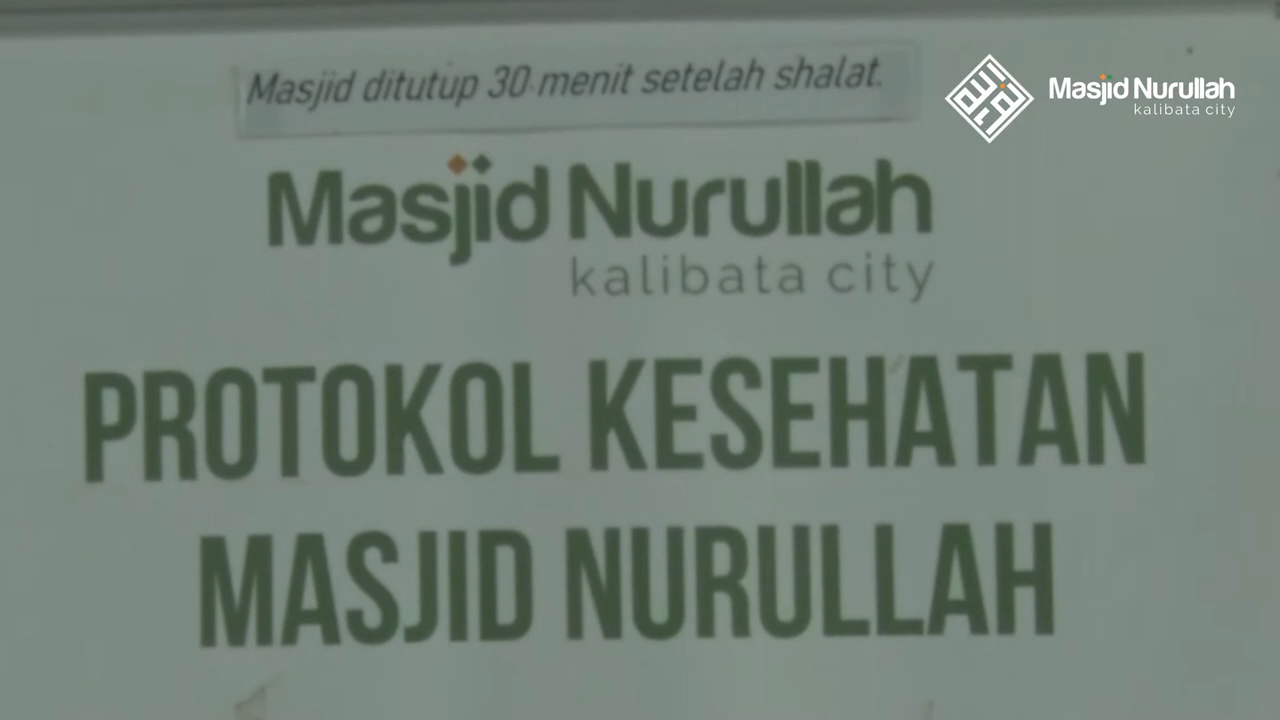 Masjid ditutup 30 menit setelah shalat.
Masjid Nurullah
kalibata city
Masjid Nurullah
kalibata city
PROTOKOL KESEHATAN
MASJID NURULLAH